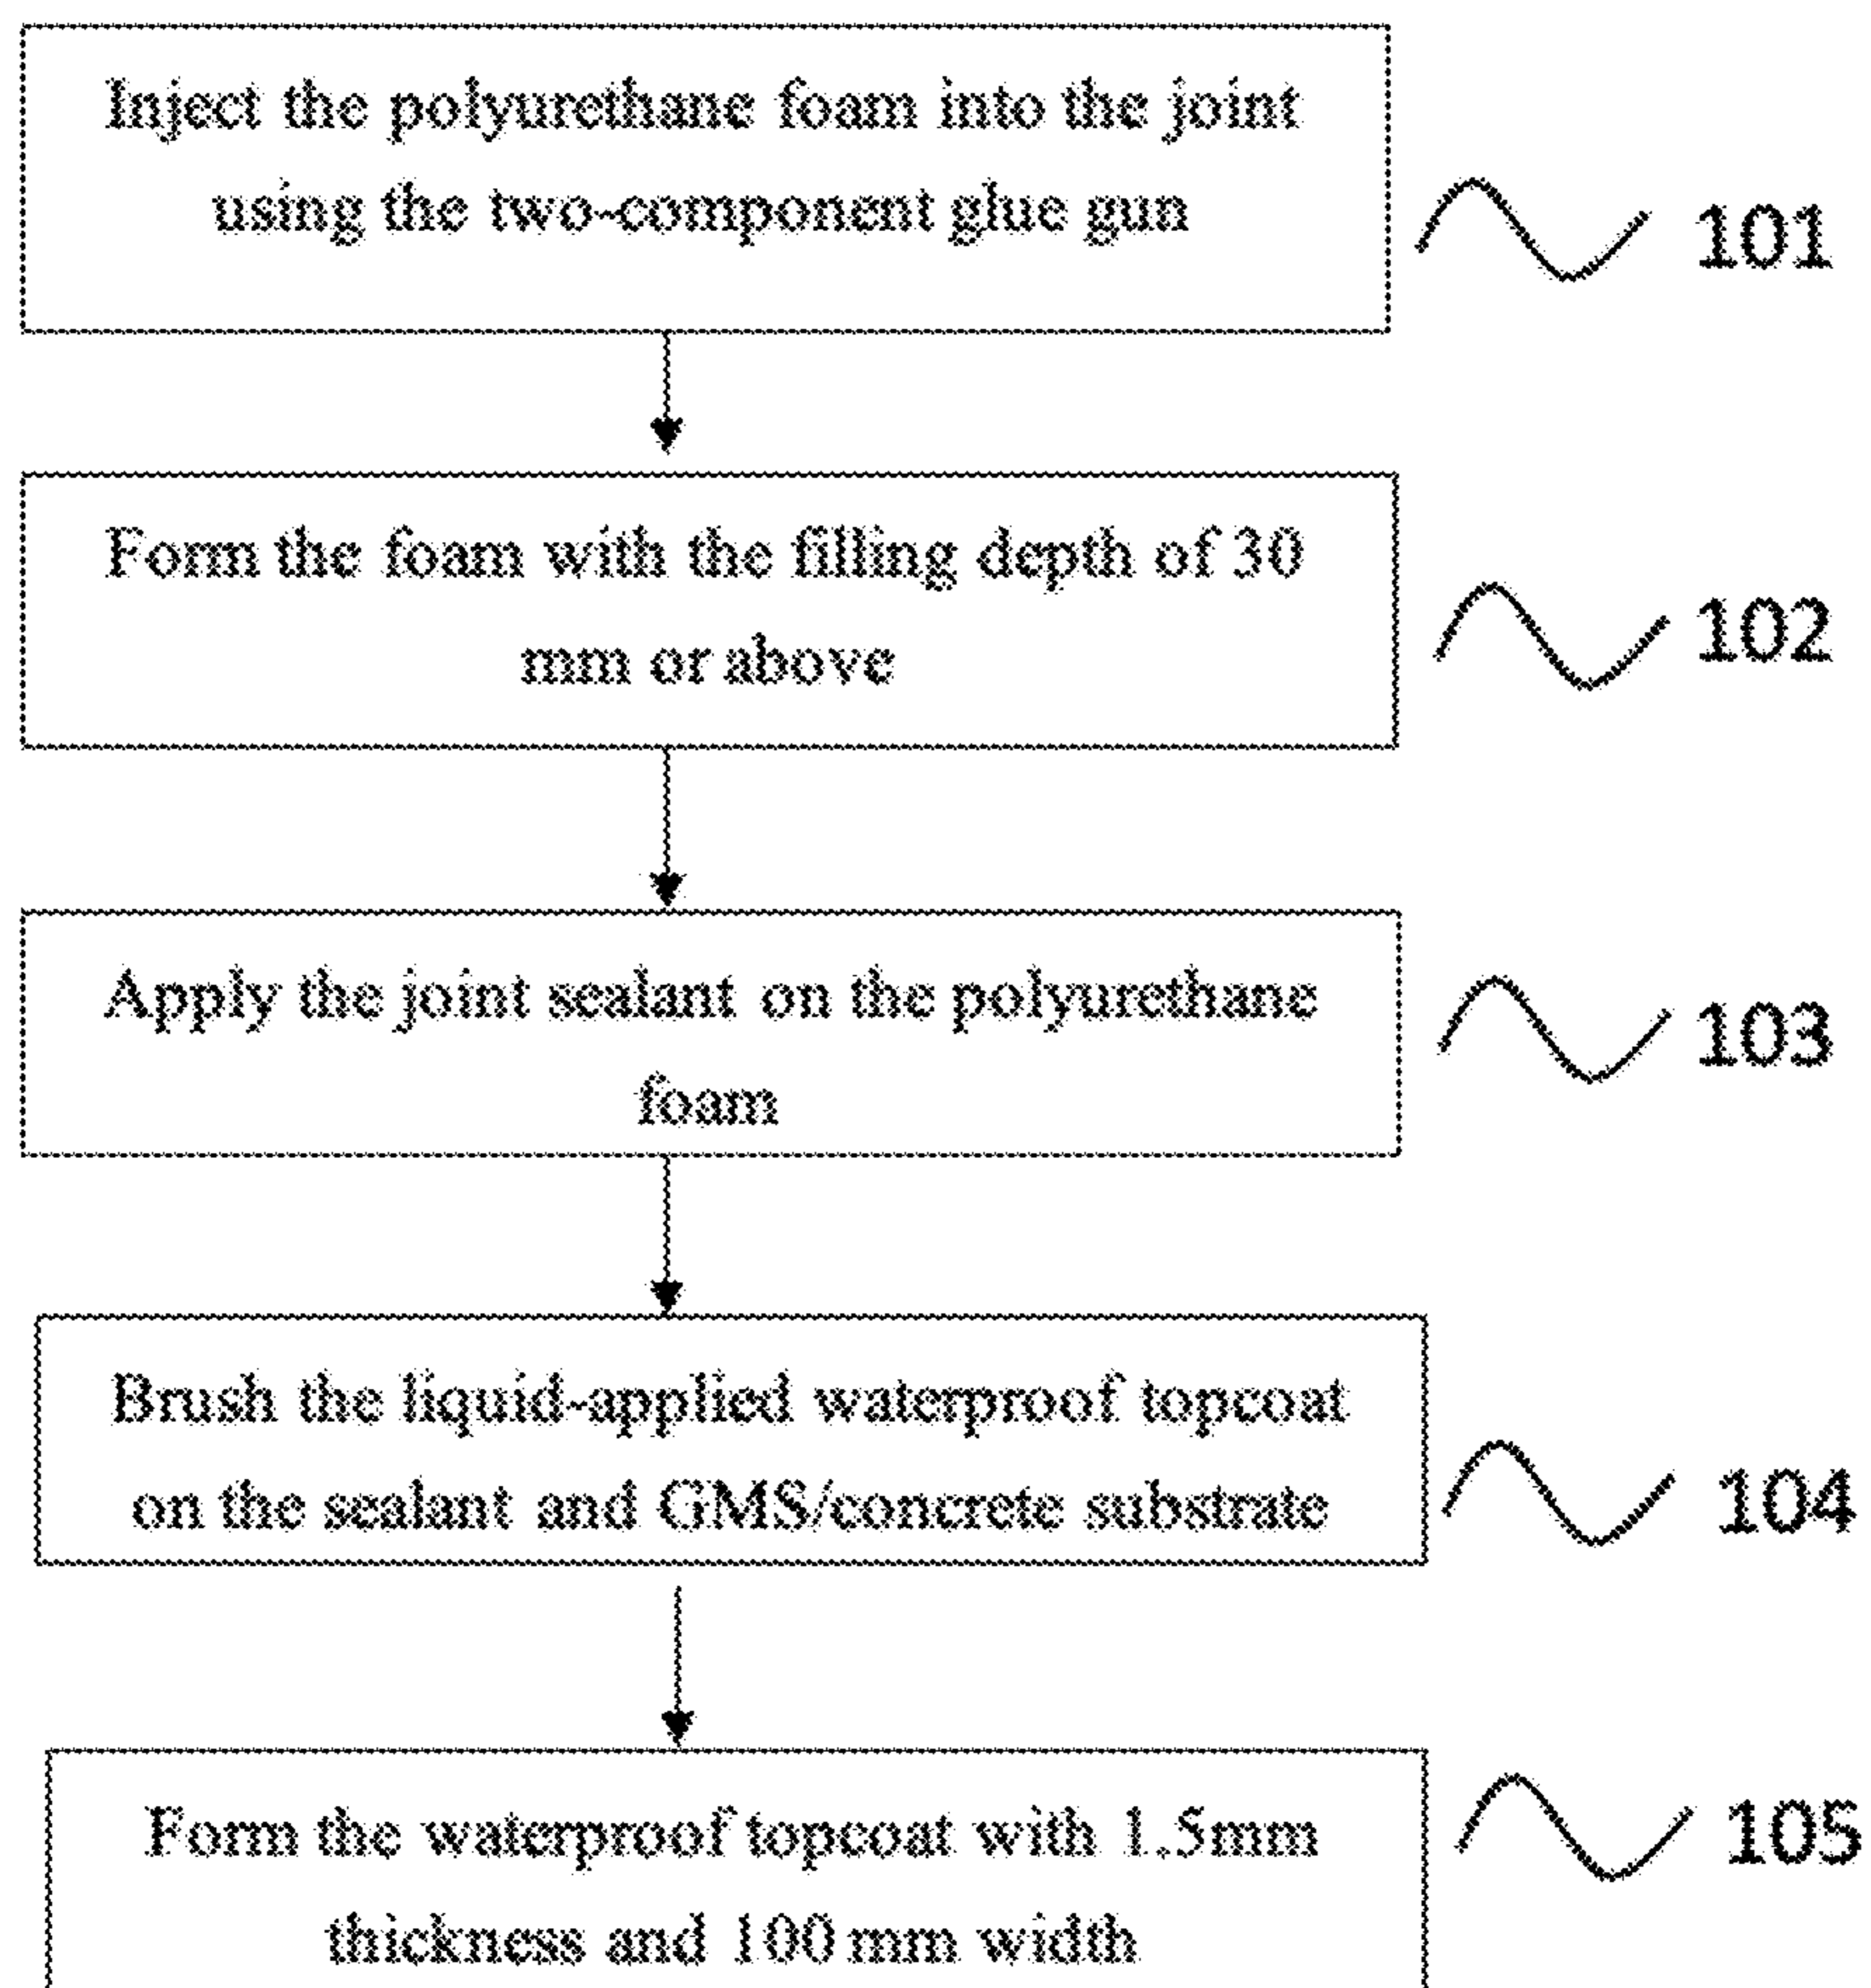 Inject the polyurethane foam into the joint
using the two-component glue gun
101
Form the foam with the filling depth of 30
mm or above
102
Apply the joint sealant on the polyurethane
foam
103
Brush the liquid-applied waterproof topcoat
on the sealant and GMS/concrete substrate
104
Form the waterproof topcoat with 1.5mm
thickness and 100 mm width
105